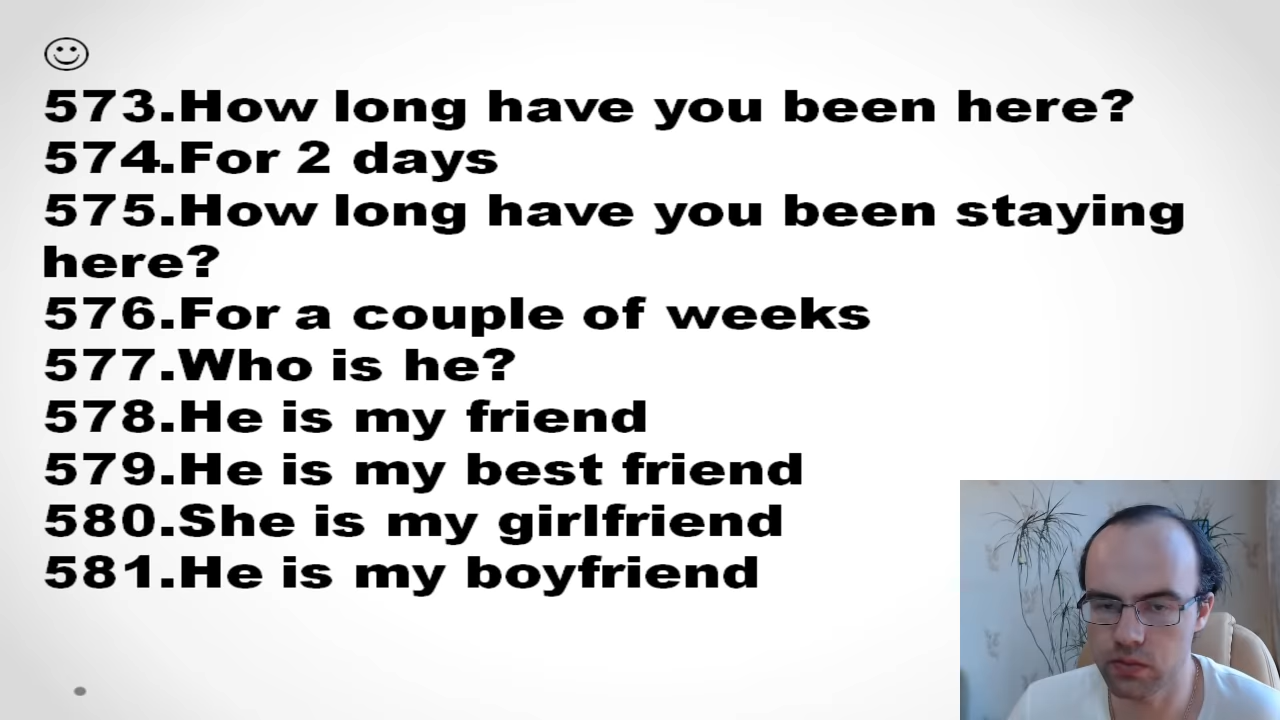 573.How long have you been here?
574.For 2 days
575.How long have you been staying
here?
576.For a couple of weeks
577.Who is he?
578.He is my friend
579.He is my best friend
580.She is my girlfriend
581.He is my boyfriend